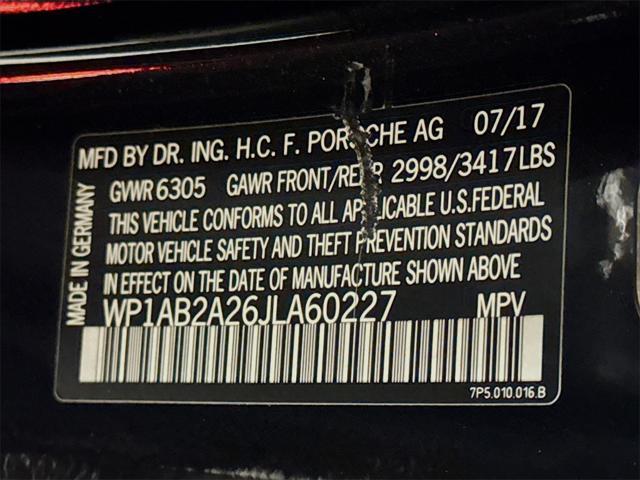 MFD BY DR. ING. H.C. F. PORSCHE AG 07/17
GVWR 6305 GAWR FRONT/REAR 2998/3417LBS
THIS VEHICLE CONFORMS TO ALL APPLICABLE U.S.FEDERAL
MOTOR VEHICLE SAFETY AND THEFT PREVENTION STANDARDS
IN EFFECT ON THE DATE OF MANUFACTURE SHOWN ABOVE
WP1AB2A26JLA60227 MPV
7P5.010.016.B
MADE IN GERMANY